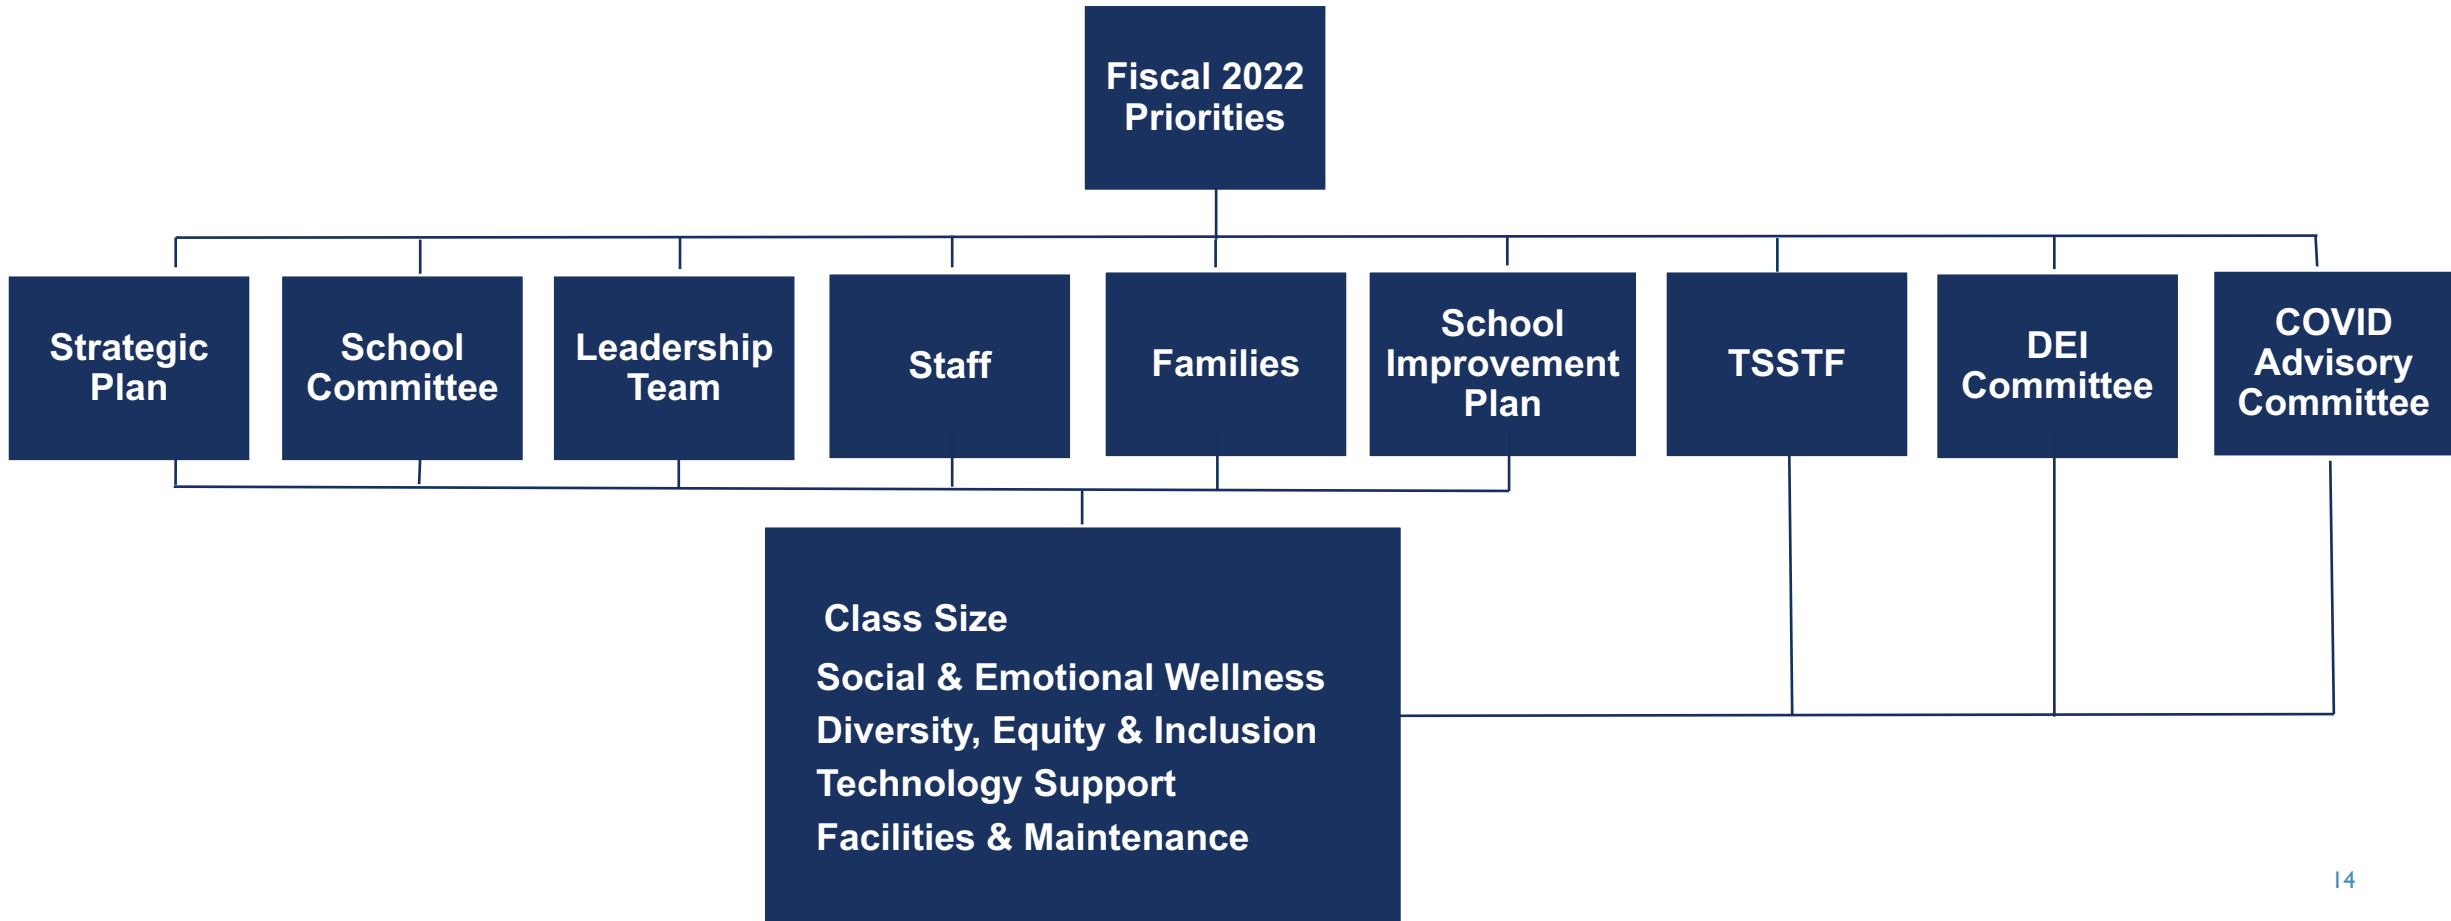 Fiscal 2022
Priorities
Strategic
Plan
School
Committee
Leadership
Team
Staff
Families
School
Improvement
Plan
TSSTF
DEI
Committee
COVID
Advisory
Committee
Class Size
Social & Emotional Wellness
Diversity, Equity & Inclusion
Technology Support
Facilities & Maintenance
14